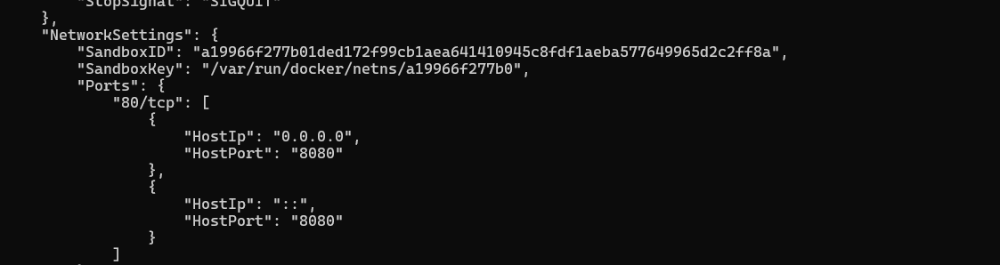 "StopSignal": "SIGQUIT"
},
"NetworkSettings": {
"SandboxID": "a19966f277b01ded172f99cb1aea641410945c8fdf1aeba577649965d2c2ff8a",
"SandboxKey": "/var/run/docker/netns/a19966f277b0",
"Ports": {
"80/tcp": [
{
"HostIp": "0.0.0.0",
"HostPort": "8080"
},
{
"HostIp": "::",
"HostPort": "8080"
}
]